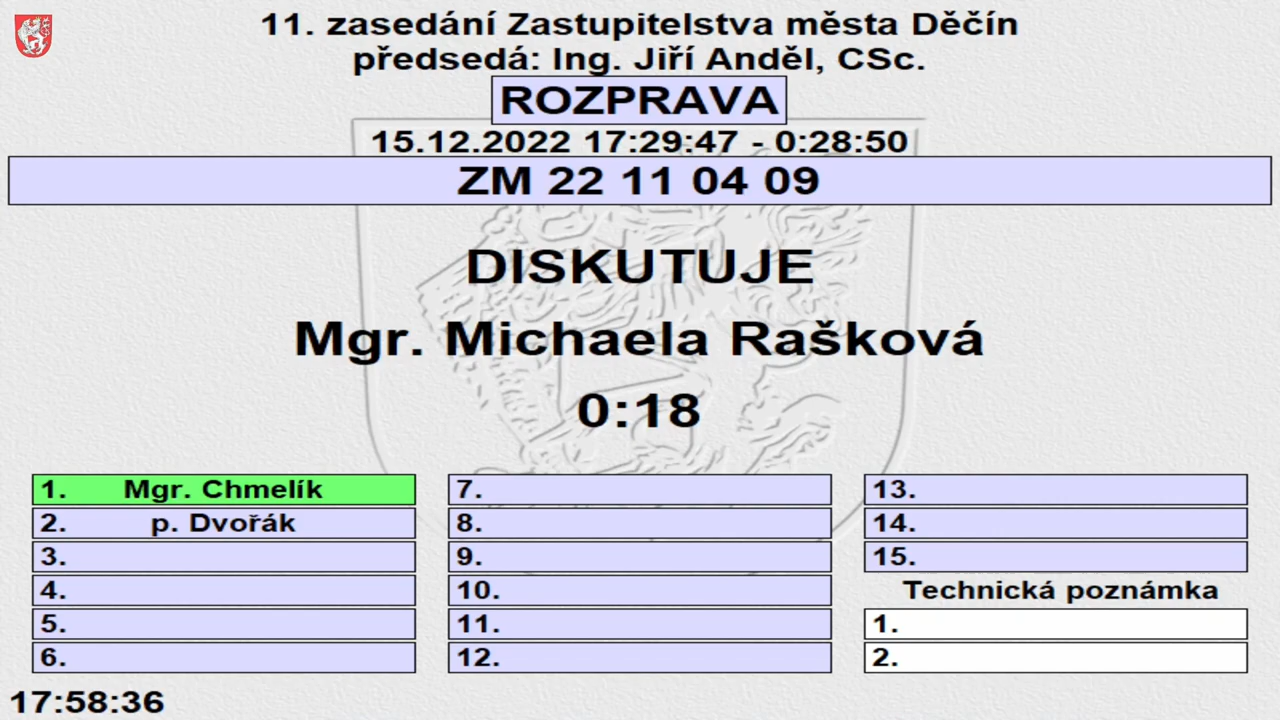 11. zasedání Zastupitelstva města Děčín
předsedá: Ing. Jiří Anděl, CSc.
ROZPRAVA
15.12.2022 17:29:47 - 0:28:50
ZM 22 11 04 09
DISKUTUJE
Mgr. Michaela Rašková
0:18
1. Mgr. Chmelík
2. p. Dvořák
3.
4.
5.
6.
7.
8.
9.
10.
11.
12.
13.
14.
15.
Technická poznámka
1.
2.
17:58:36